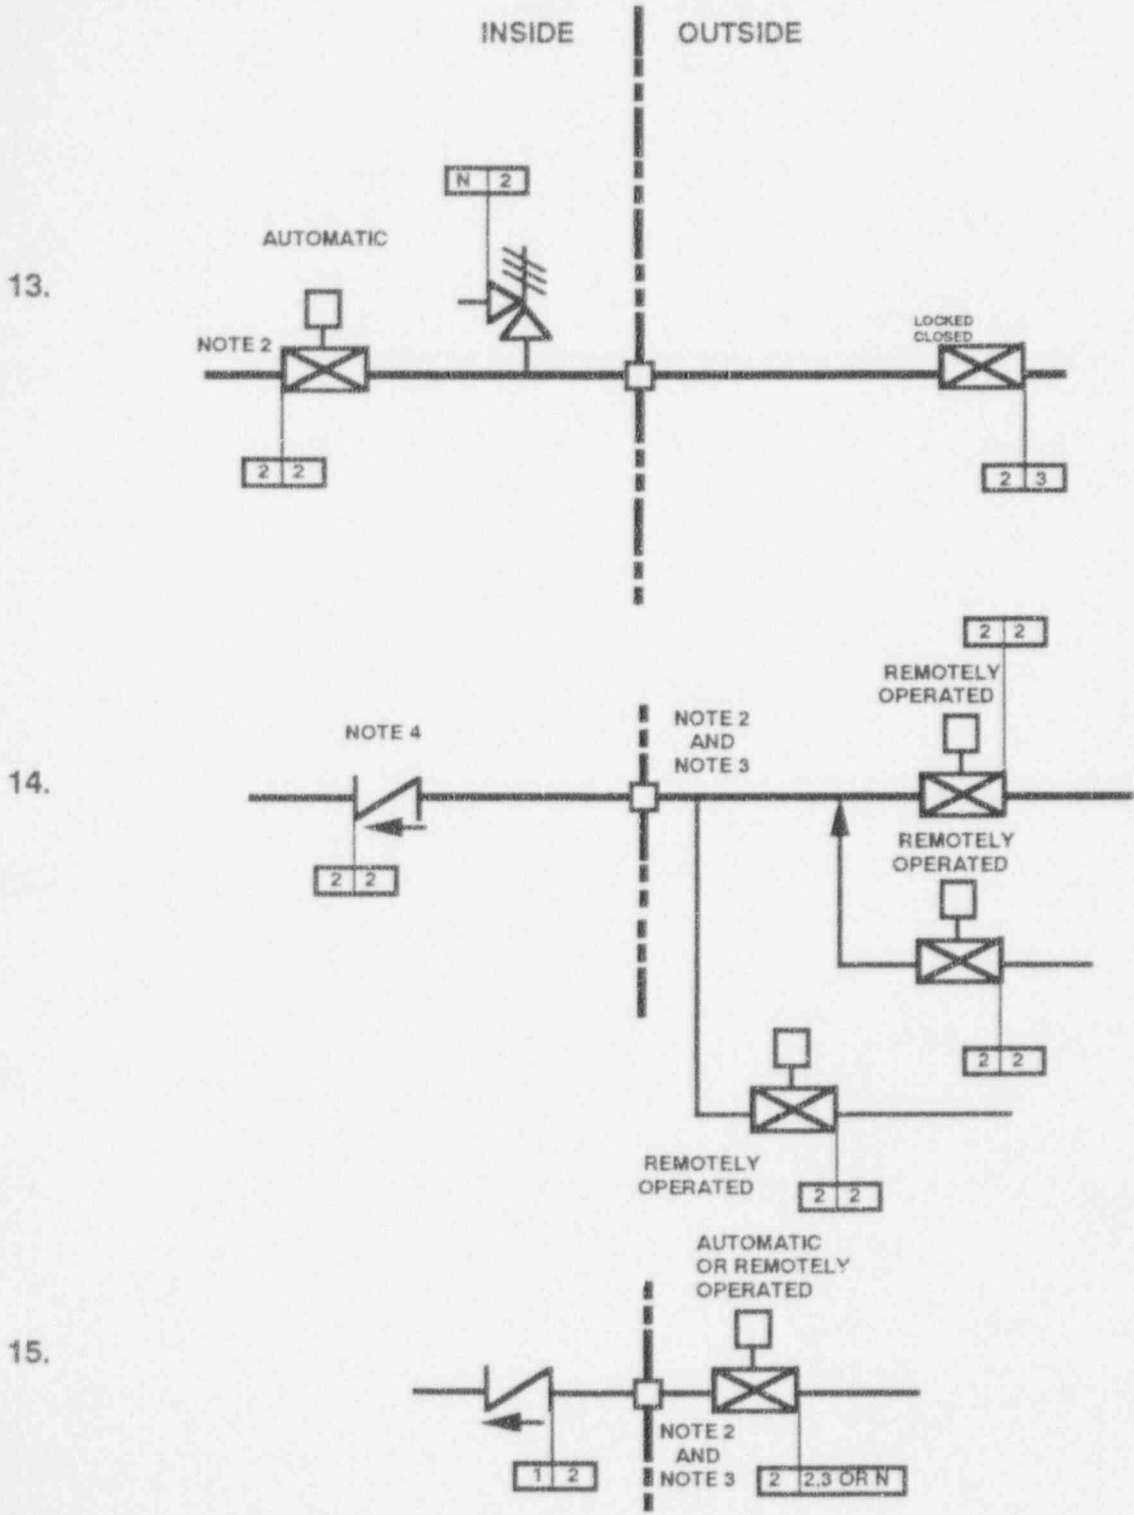 INSIDE
OUTSIDE
13.
N 2
AUTOMATIC
NOTE 2
LOCKED
CLOSED
2 2
2 3
14.
2 2
REMOTELY
OPERATED
NOTE 4
NOTE 2
AND
NOTE 3
2 2
REMOTELY
OPERATED
2 2
REMOTELY
OPERATED
2 2
15.
AUTOMATIC
OR REMOTELY
OPERATED
1 2
NOTE 2
AND
NOTE 3
2 2,3 OR N